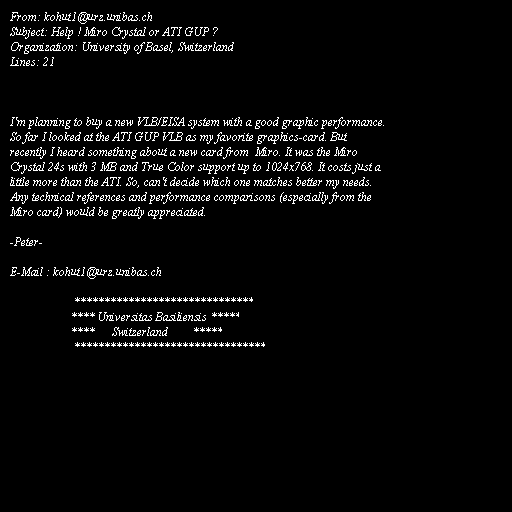 From: kohut1@urz.unibas.ch
Subject: Help ! Miro Crystal or ATI GUP ?
Organization: University of Basel, Switzerland
Lines: 21
I'm planning to buy a new VLB/EISA system with a good graphic performance.
So far I looked at the ATI GUP VLB as my favorite graphics-card. But
recently I heard something about a new card from  Miro. It was the Miro
Crystal 24s with 3 MB and True Color support up to 1024x768. It costs just a
little more than the ATI. So, can't decide which one matches better my needs.
Any technical references and performance comparisons (especially from the
Miro card) would be greatly appreciated.
-Peter-
E-Mail : kohut1@urz.unibas.ch
******************************
**** Universitas Basiliensis  *****
****      Switzerland         *****
********************************